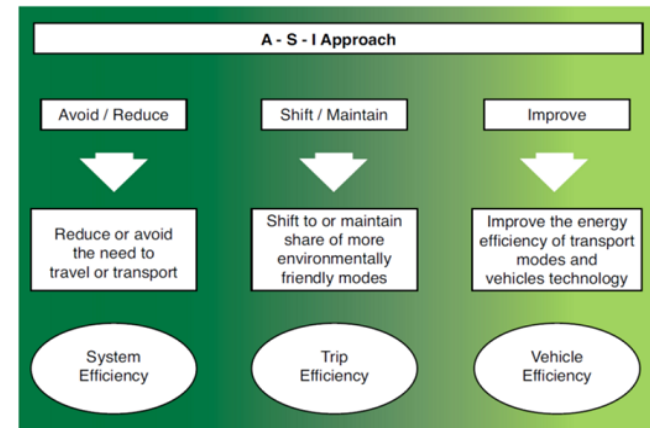 A - S - I Approach
Avoid / Reduce
Shift / Maintain
Improve
Reduce or avoid
the need to
travel or transport
Shift to or maintain
share of more
environmentally
friendly modes
Improve the energy
efficiency of transport
modes and
vehicles technology
System
Efficiency
Trip
Efficiency
Vehicle
Efficiency